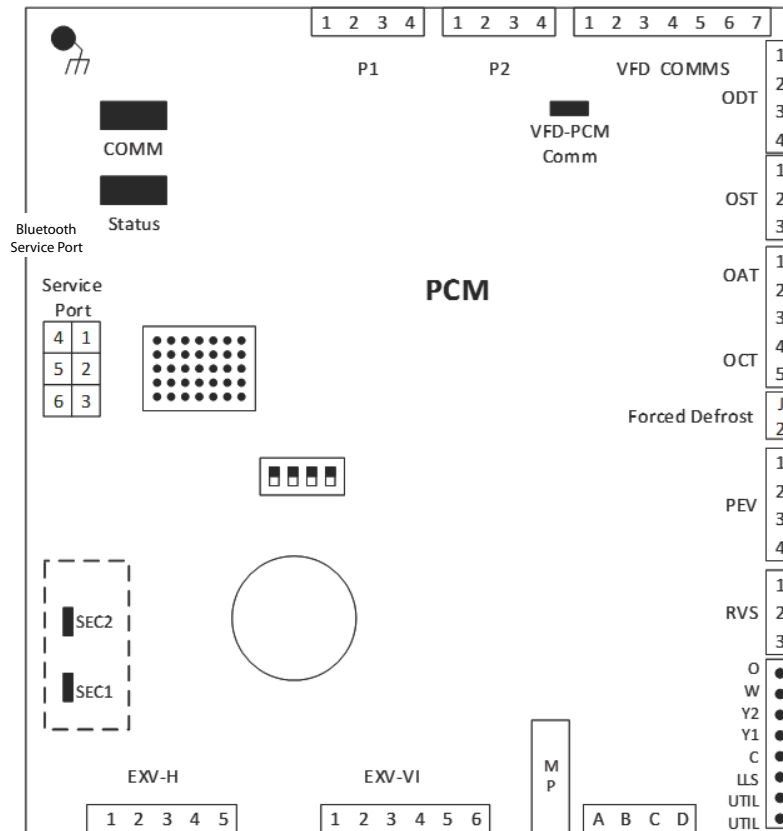 1 2 3 4
1 2 3 4
1 2 3 4 5 6 7
P1
P2
VFD COMMS
COMM
Status
VFD-PCM
Comm
ODT
1
2
3
4
OST
1
2
3
Bluetooth
Service Port
Service
Port
4 1
5 2
6 3
PCM
OAT
OCT
1
2
3
4
5
Forced Defrost
J
2
PEV
1
2
3
4
RVS
1
2
3
SEC2
SEC1
O
W
Y2
Y1
C
LLS
UTIL
UTIL
EXV-H
1 2 3 4 5
EXV-VI
1 2 3 4 5 6
M
P
A B C D